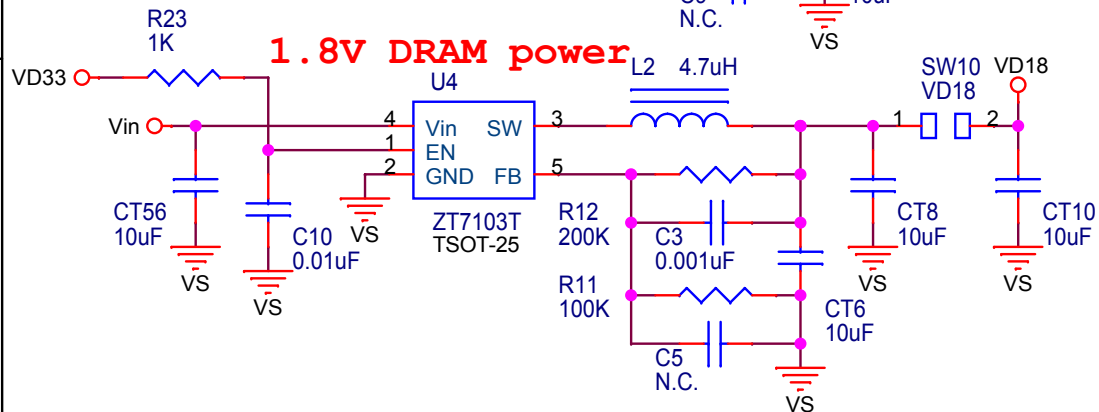 N.C.
VS
R23
1K
1.8V DRAM power
VD33
U4
L2 4.7uH
SW10
VD18
VD18
Vin
4
Vin SW
3
1
2
1
EN
2
GND FB
5
ZT7103T
TSOT-25
VS
CT56
10uF
C10
0.01uF
VS
VS
R12
200K
C3
0.001uF
R11
100K
CT6
10uF
C5
N.C.
VS
CT8
10uF
VS
CT10
10uF
VS